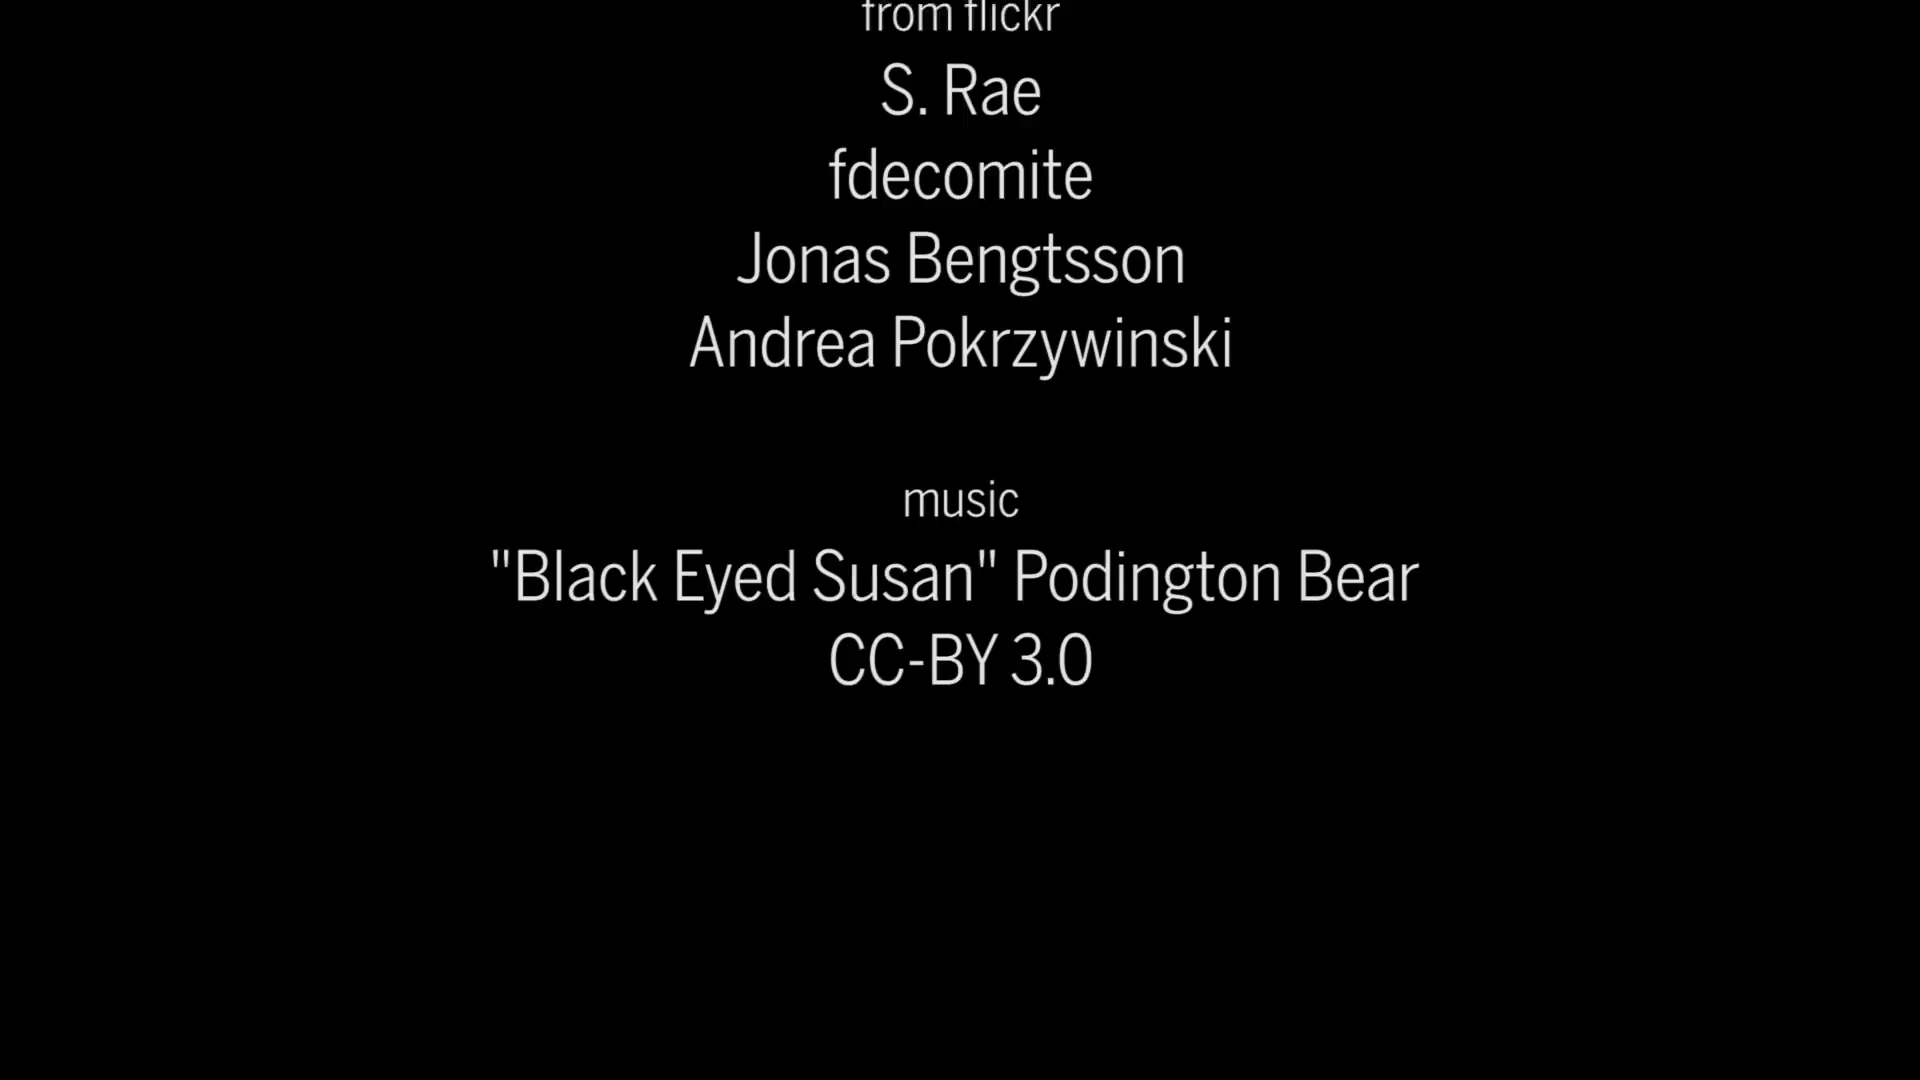 from flickr
S. Rae
fdecomite
Jonas Bengtsson
Andrea Pokrzywinski
music
"Black Eyed Susan" Podington Bear
CC-BY 3.0